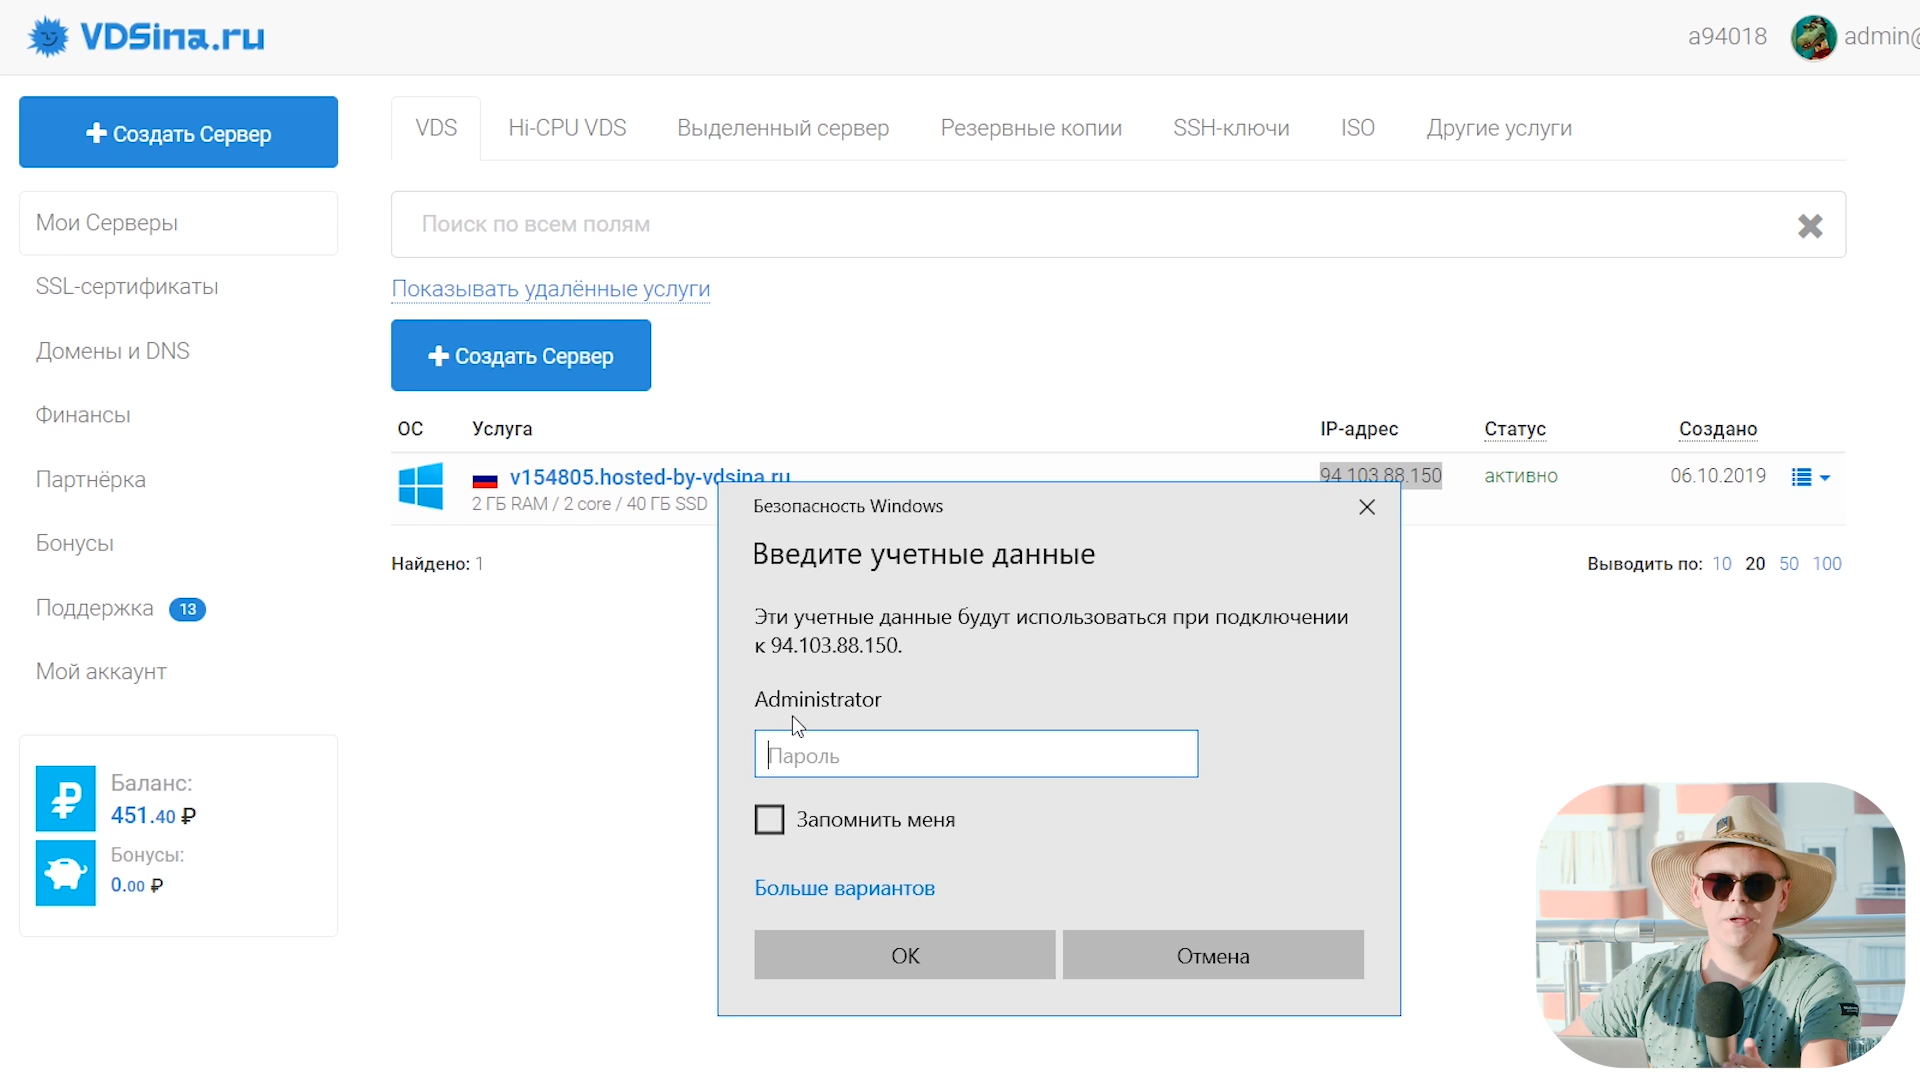 VDSina.ru
a94018
admin@
Создать Сервер
Мои Серверы
SSL-сертификаты
Домены и DNS
Финансы
Партнёрка
Бонусы
Поддержка 13
Мой аккаунт
Баланс:
451.40 ₽
Бонусы:
0.00 ₽
VDS
Hi-CPU VDS
Выделенный сервер
Резервные копии
SSH-ключи
ISO
Другие услуги
Поиск по всем полям
Показывать удалённые услуги
Создать Сервер
ОС Услуга IP-адрес Статус Создано
v154805.hosted-by-vdsina.ru 94.103.88.150 активно 06.10.2019
2 ГБ RAM / 2 core / 40 ГБ SSD
Найдено: 1
Выводить по: 10 20 50 100
Безопасность Windows
Введите учетные данные
Эти учетные данные будут использоваться при подключении
к 94.103.88.150.
Administrator
Пароль
Запомнить меня
Больше вариантов
ОК
Отмена